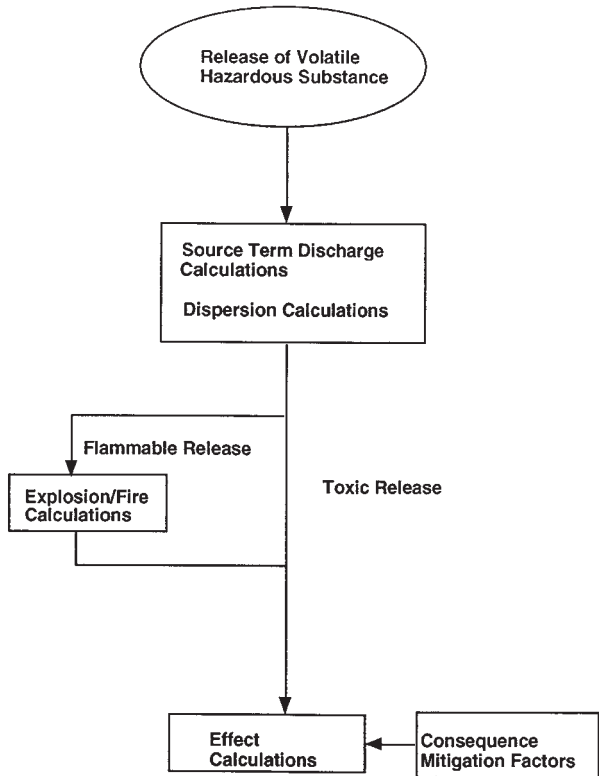 Release of Volatile
Hazardous Substance
Source Term Discharge
Calculations
Dispersion Calculations
Flammable Release
Toxic Release
Explosion/Fire
Calculations
Effect
Calculations
Consequence
Mitigation Factors